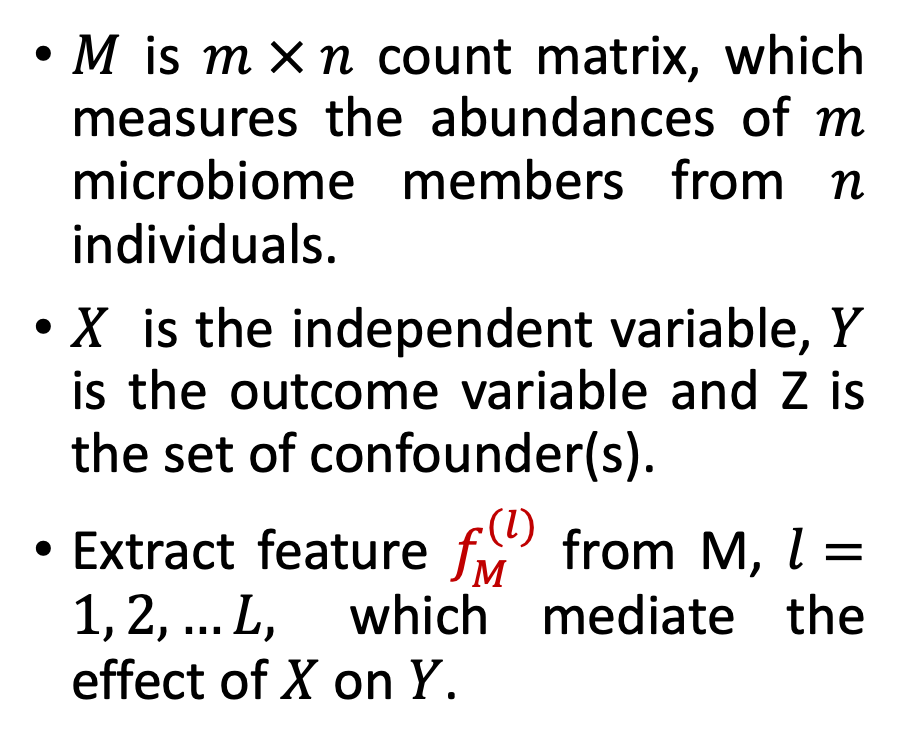 • M is m × n count matrix, which
measures the abundances of m
microbiome members from n
individuals.
• X is the independent variable, Y
is the outcome variable and Z is
the set of confounder(s).
• Extract feature f_M^(l) from M, l =
1, 2, ... L, which mediate the
effect of X on Y.